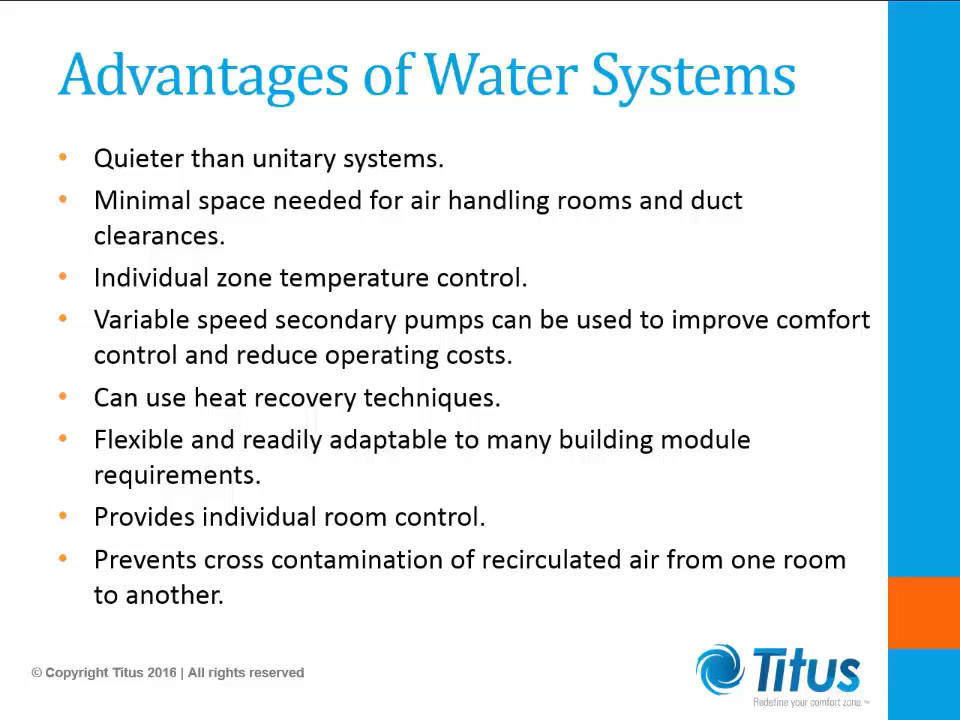 Advantages of Water Systems
• Quieter than unitary systems.
• Minimal space needed for air handling rooms and duct
clearances.
• Individual zone temperature control.
• Variable speed secondary pumps can be used to improve comfort
control and reduce operating costs.
• Can use heat recovery techniques.
• Flexible and readily adaptable to many building module
requirements.
• Provides individual room control.
• Prevents cross contamination of recirculated air from one room
to another.
© Copyright Titus 2016 | All rights reserved
Titus
Redefine your comfort zone.™